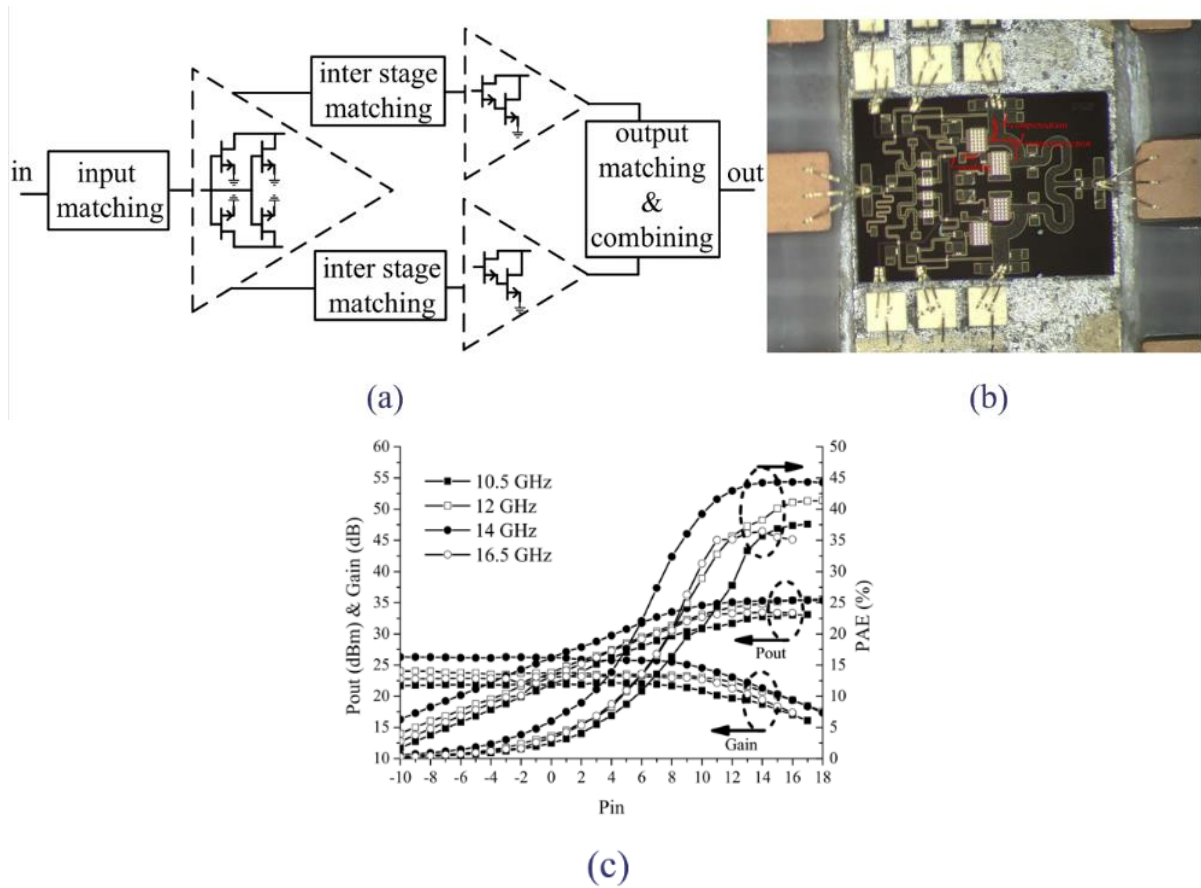 in
input
matching
inter stage
matching
inter stage
matching
output
matching
&
combining
out
(a)
(b)
10.5 GHz
12 GHz
14 GHz
16.5 GHz
Pout (dBm) & Gain (dB)
60
55
50
45
40
35
30
25
20
15
10
PAE (%)
50
45
40
35
30
25
20
15
10
5
0
Pout
Gain
-10 -8 -6 -4 -2 0 2 4 6 8 10 12 14 16 18
Pin
(c)